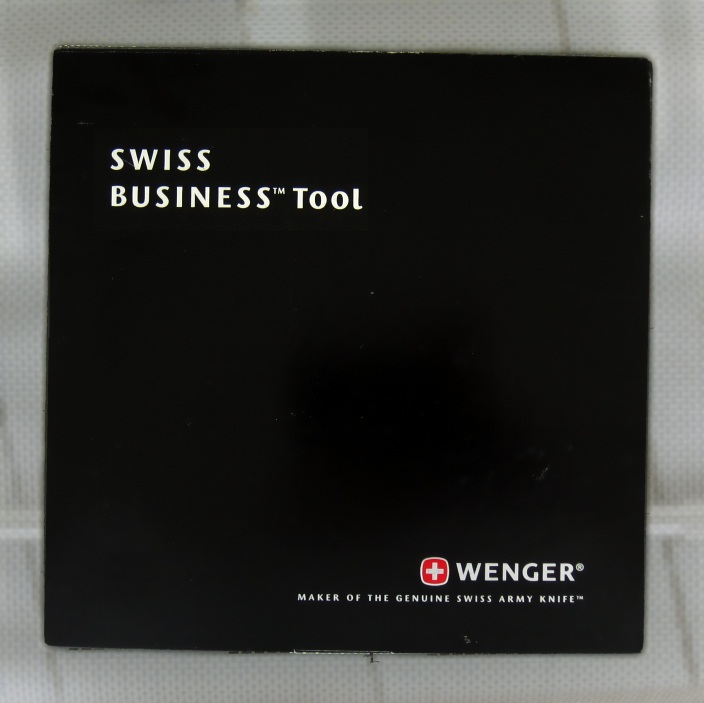 SWISS
BUSINESS™ Tool
WENGER®
MAKER OF THE GENUINE SWISS ARMY KNIFE™